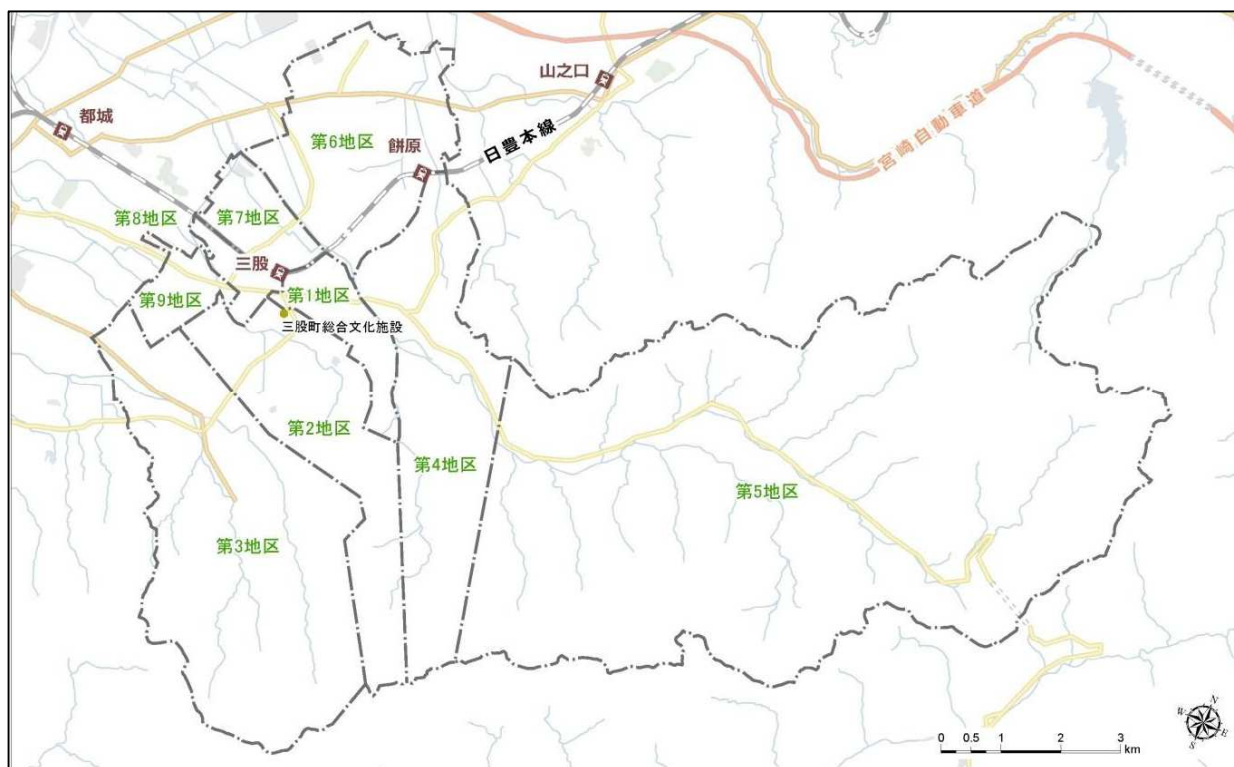 山之口
都城
宮崎自動車道
第6地区
餅原
日豊本線
第8地区
第7地区
三股
第9地区
第1地区
三股町総合文化施設
第2地区
第4地区
第5地区
第3地区
N
W
E
S
0 0.5 1 2 3
km